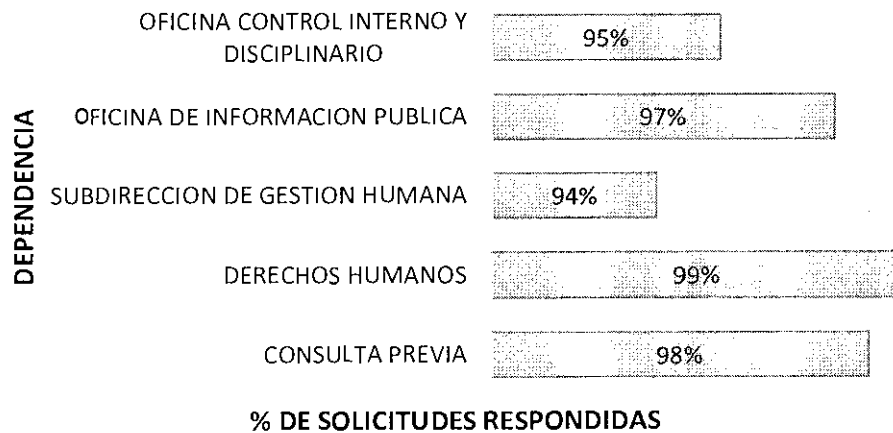 OFICINA CONTROL INTERNO Y
DISCIPLINARIO
95%
OFICINA DE INFORMACION PUBLICA
97%
SUBDIRECCION DE GESTION HUMANA
94%
DERECHOS HUMANOS
99%
CONSULTA PREVIA
98%
DEPENDENCIA
% DE SOLICITUDES RESPONDIDAS